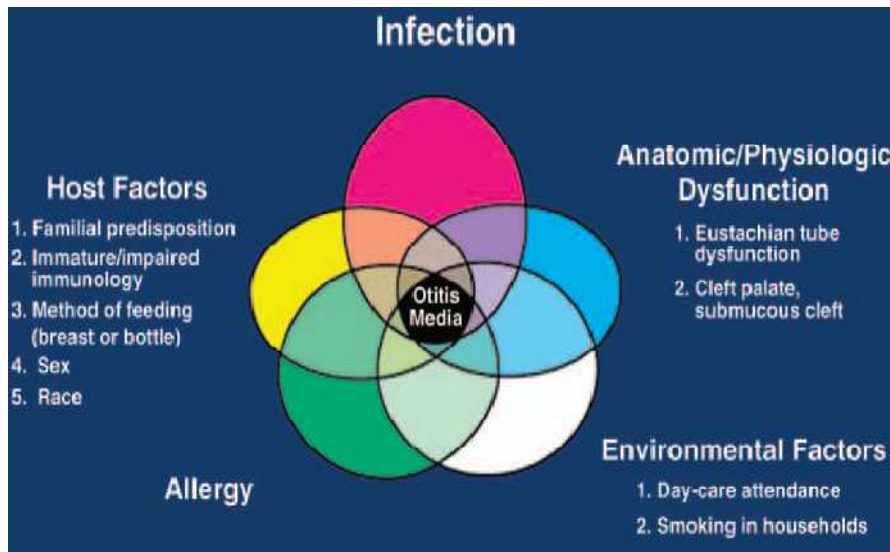 Infection
Host Factors
1. Familial predisposition
2. Immature/impaired
immunology
3. Method of feeding
(breast or bottle)
4. Sex
5. Race
Anatomic/Physiologic
Dysfunction
1. Eustachian tube
dysfunction
2. Cleft palate,
submucous cleft
Otitis
Media
Allergy
Environmental Factors
1. Day-care attendance
2. Smoking in households